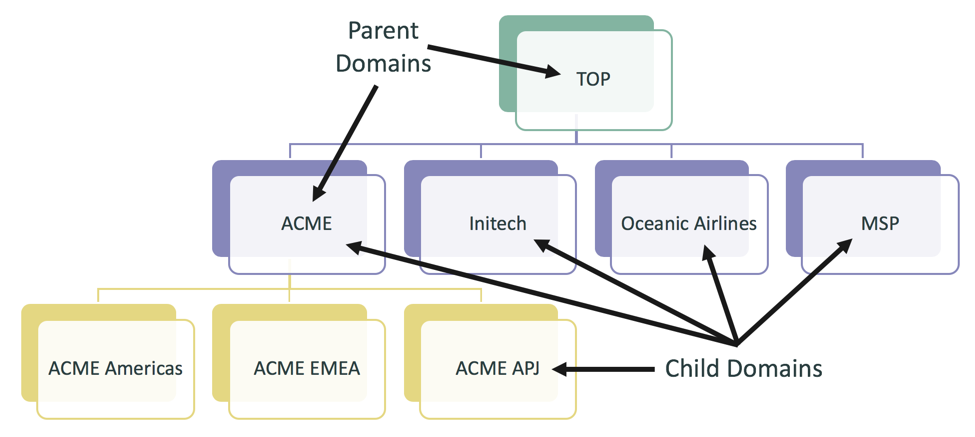 Parent
Domains
TOP
ACME
Initech
Oceanic Airlines
MSP
ACME Americas
ACME EMEA
ACME APJ
Child Domains